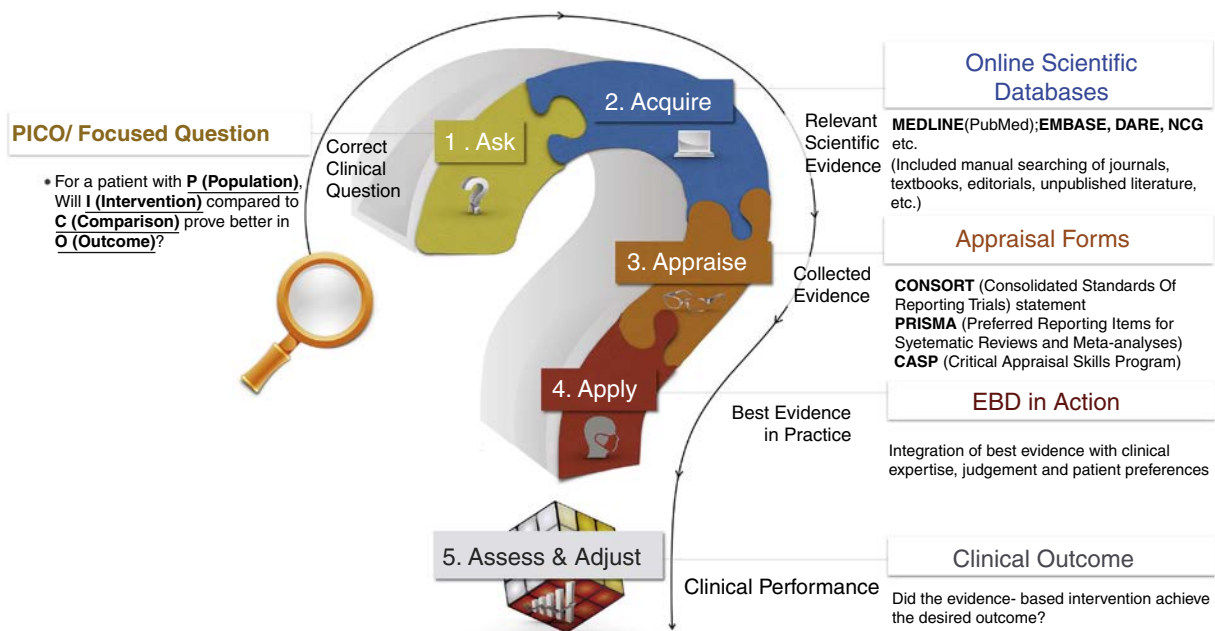 PICO/ Focused Question
• For a patient with P (Population),
Will I (Intervention) compared to
C (Comparison) prove better in
O (Outcome)?
Correct
Clinical
Question
1 . Ask
2. Acquire
Relevant
Scientific
Evidence
Online Scientific
Databases
MEDLINE(PubMed);EMBASE, DARE, NCG
etc.
(Included manual searching of journals,
textbooks, editorials, unpublished literature,
etc.)
3. Appraise
Collected
Evidence
Appraisal Forms
CONSORT (Consolidated Standards Of
Reporting Trials) statement
PRISMA (Preferred Reporting Items for
Syetematic Reviews and Meta-analyses)
CASP (Critical Appraisal Skills Program)
4. Apply
Best Evidence
in Practice
EBD in Action
Integration of best evidence with clinical
expertise, judgement and patient preferences
5. Assess & Adjust
Clinical Performance
Clinical Outcome
Did the evidence- based intervention achieve
the desired outcome?